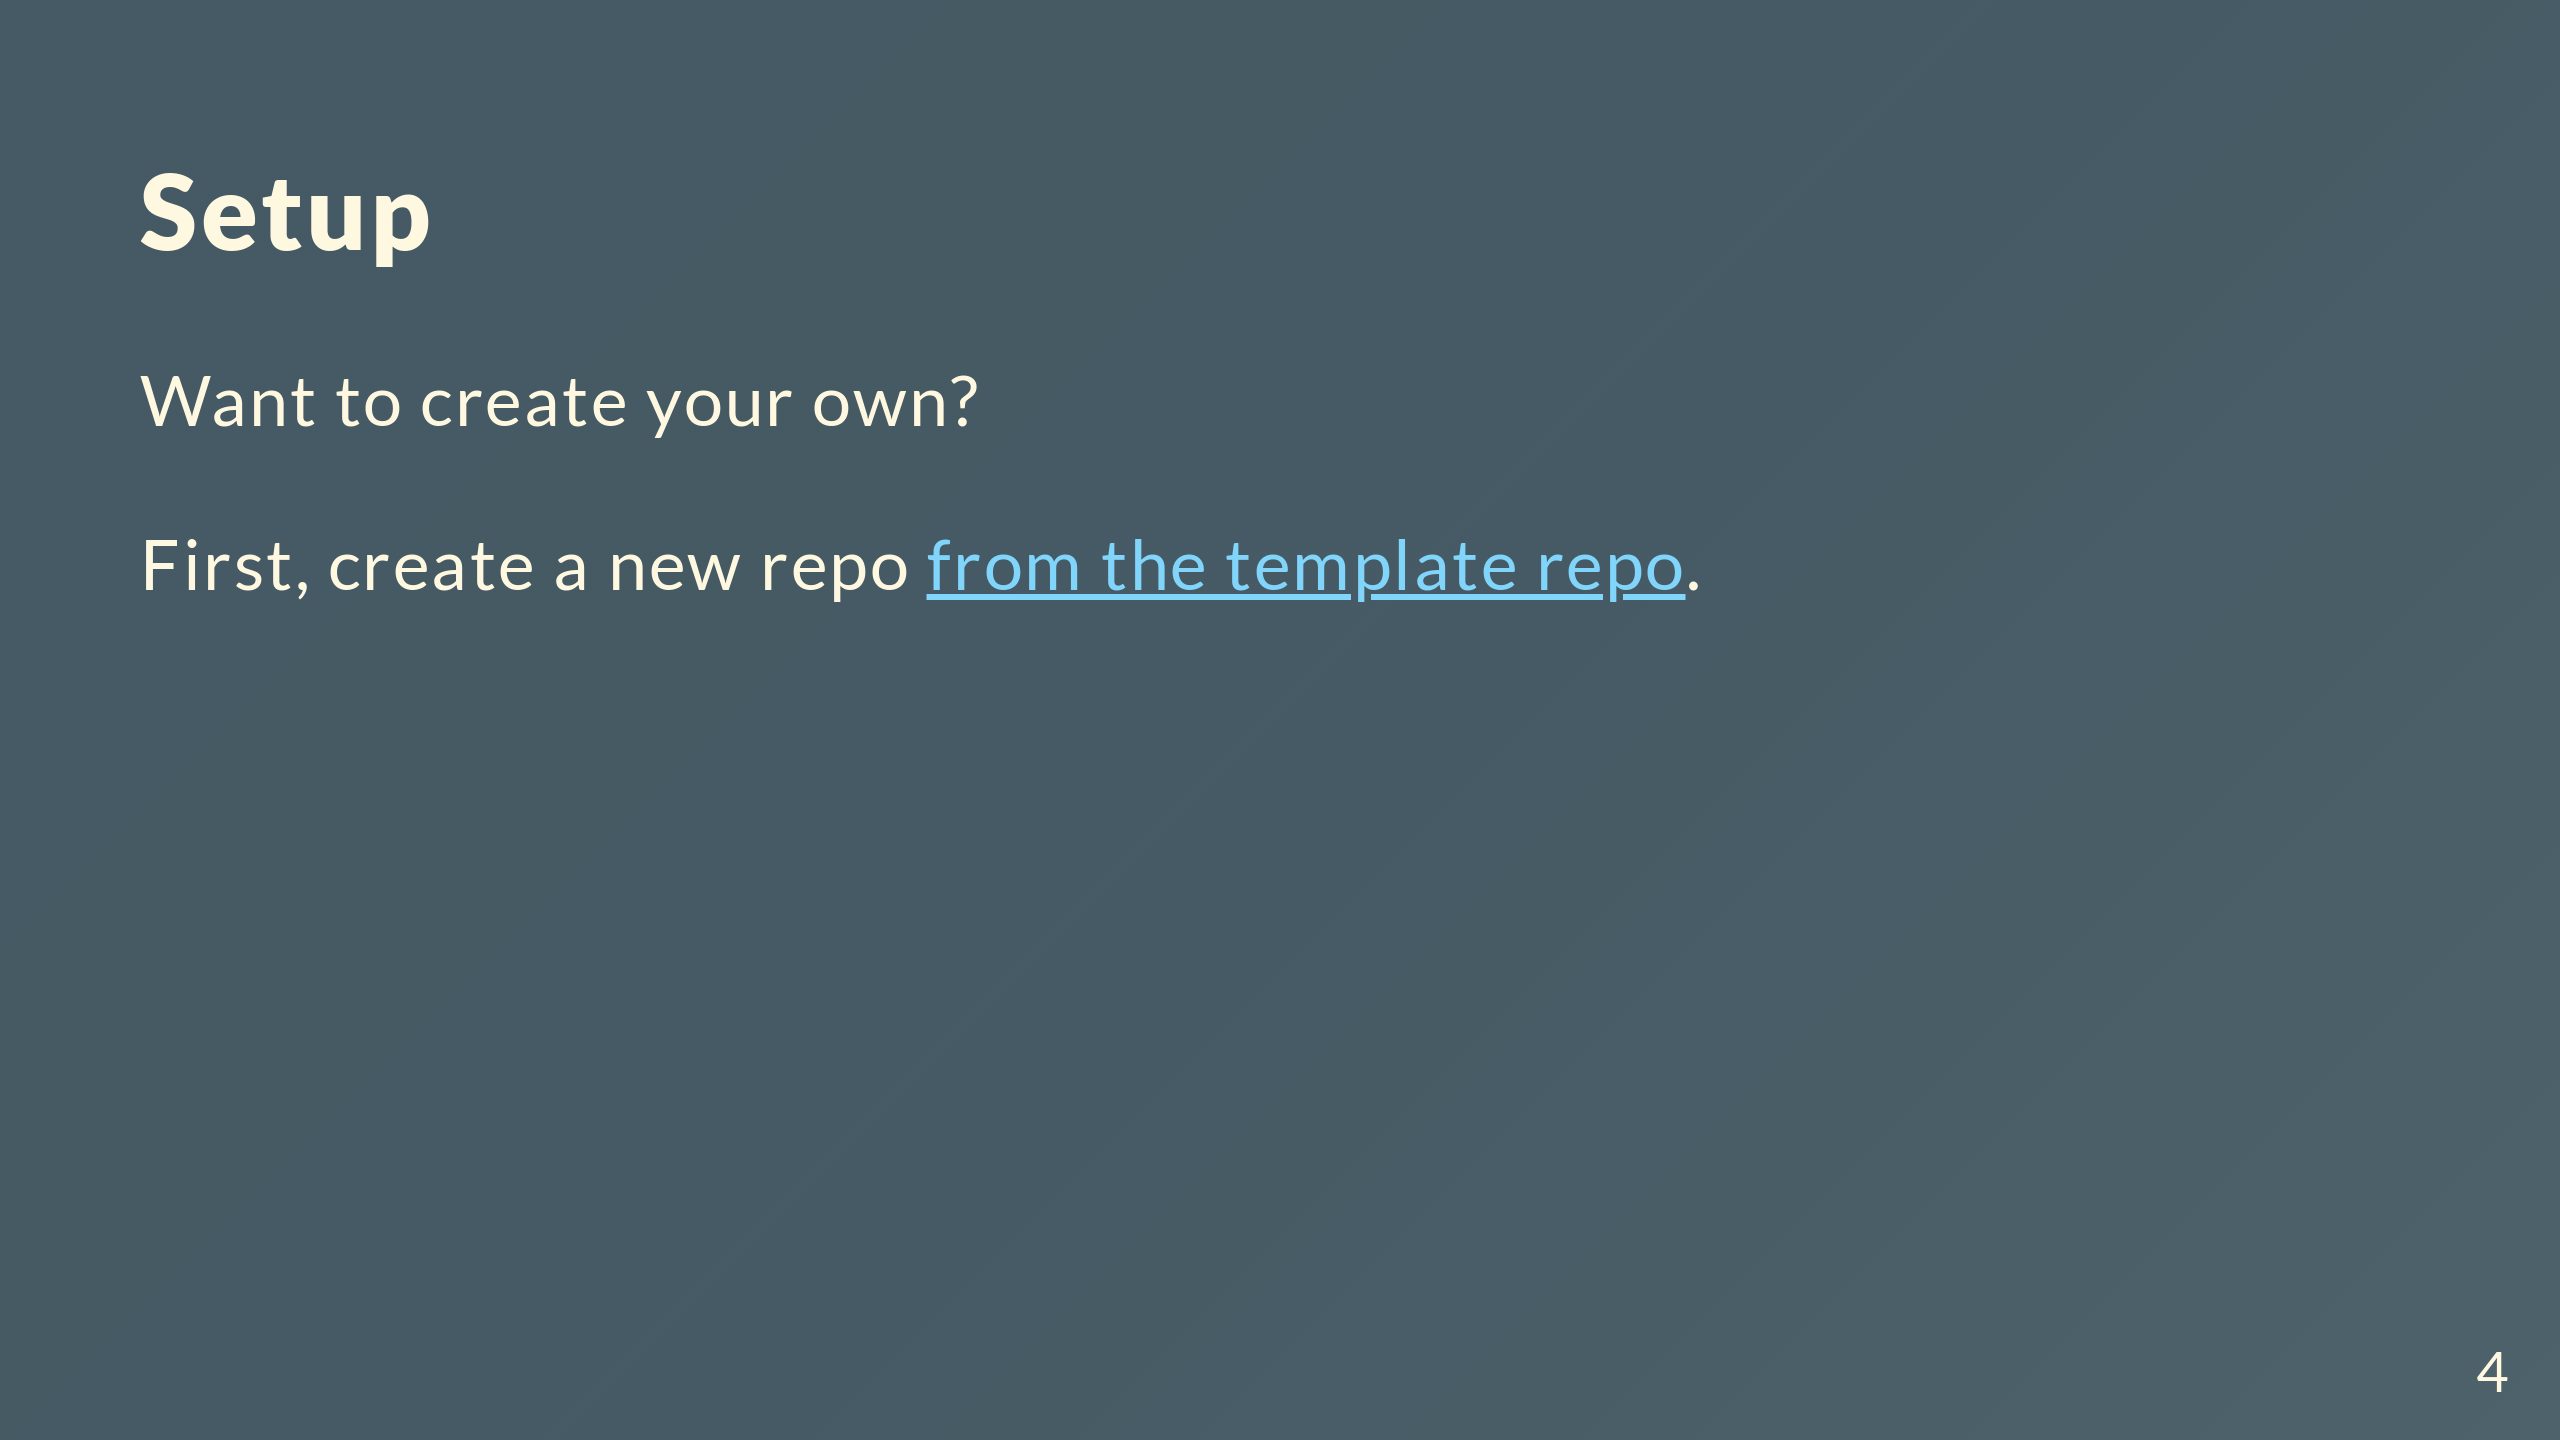 Setup
Want to create your own?
First, create a new repo from the template repo.
4